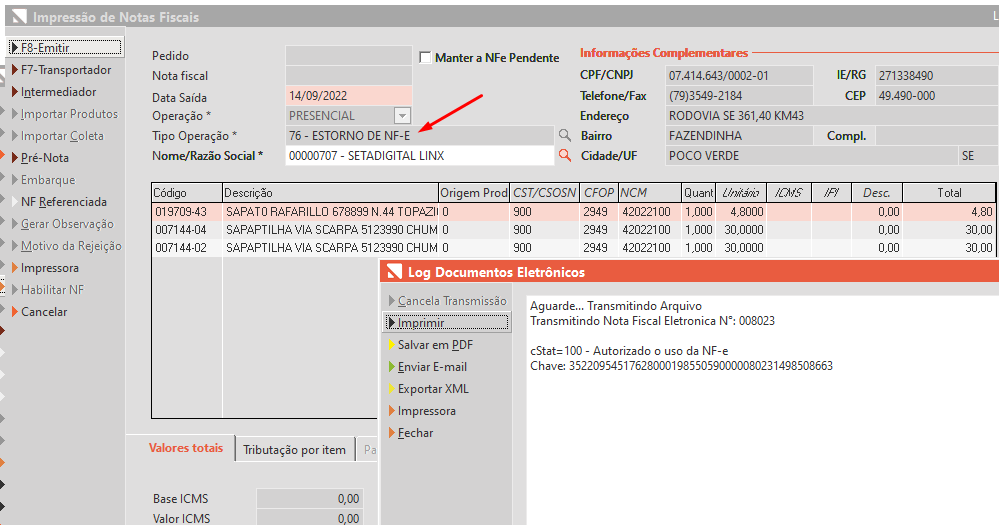 Impressão de Notas Fiscais
F8-Emitir
F7-Transportador
Intermediador
Importar Produtos
Importar Coleta
Pré-Nota
Embarque
NF Referenciada
Gerar Observação
Motivo da Rejeição
Impressora
Habilitar NF
Cancelar
Pedido
Manter a NFe Pendente
Nota fiscal
Data Saída 14/09/2022
Operação * PRESENCIAL
Tipo Operação * 76 - ESTORNO DE NF-E
Nome/Razão Social * 00000707 - SETADIGITAL LINX
Informações Complementares
CPF/CNPJ 07.414.643/0002-01 IE/RG 271338490
Telefone/Fax (79)3549-2184 CEP 49.490-000
Endereço RODOVIA SE 361,40 KM43
Bairro FAZENDINHA Compl.
Cidade/UF POCO VERDE SE
Código Descrição Origem Prod CST/CSOSN CFOP NCM Quant Unitário ICMS IPI Desc. Total
019709-43 SAPATO RAFARILLO 678899 N.44 TOPAZI 0 900 2949 42022100 1,000 4,8000 0,00 4,80
007144-04 SAPAPTILHA VIA SCARPA 5123990 CHUM 0 900 2949 42022100 1,000 30,0000 0,00 30,00
007144-02 SAPAPTILHA VIA SCARPA 5123990 CHUM 0 900 2949 42022100 1,000 30,0000 0,00 30,00
Log Documentos Eletrônicos
Cancela Transmissão
Imprimir
Salvar em PDF
Enviar E-mail
Exportar XML
Impressora
Fechar
Aguarde... Transmitindo Arquivo
Transmitindo Nota Fiscal Eletronica N°: 008023
cStat=100 - Autorizado o uso da NF-e
Chave: 35220954517628000198550590000080231498508663
Valores totais Tributação por item Pa
Base ICMS 0,00
Valor ICMS 0,00